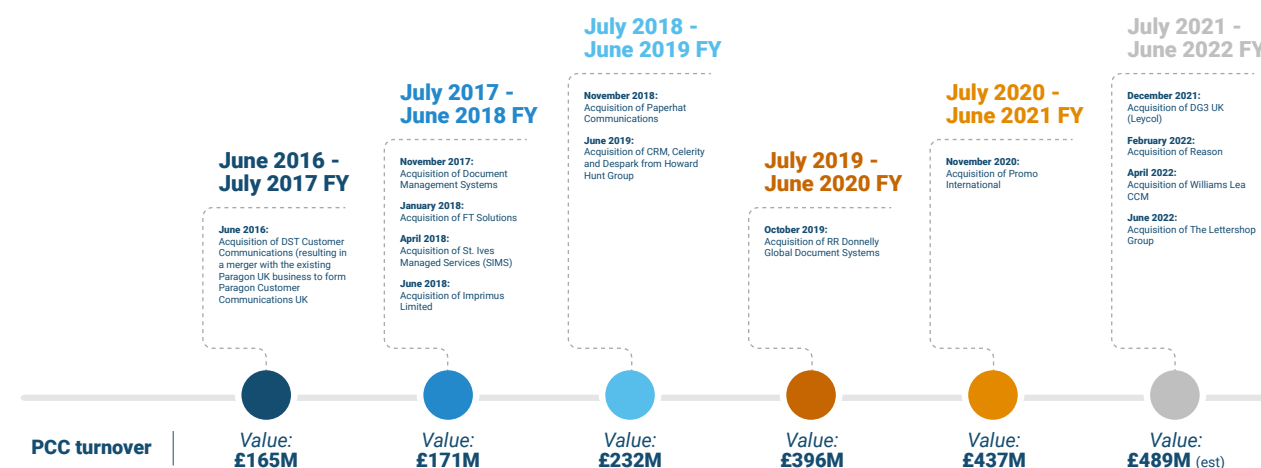 June 2016 -
July 2017 FY
June 2016:
Acquisition of DST Customer
Communications (resulting in
a merger with the existing
Paragon UK business to form
Paragon Customer
Communications UK
July 2017 -
June 2018 FY
November 2017:
Acquisition of Document
Management Systems
January 2018:
Acquisition of FT Solutions
April 2018:
Acquisition of St. Ives
Managed Services (SIMS)
June 2018:
Acquisition of Imprimus
Limited
July 2018 -
June 2019 FY
November 2018:
Acquisition of Paperhat
Communications
June 2019:
Acquisition of CRM, Celerity
and Despark from Howard
Hunt Group
July 2019 -
June 2020 FY
October 2019:
Acquisition of RR Donnelly
Global Document Systems
July 2020 -
June 2021 FY
November 2020:
Acquisition of Promo
International
July 2021 -
June 2022 FY
December 2021:
Acquisition of DG3 UK
(Leycol)
February 2022:
Acquisition of Reason
April 2022:
Acquisition of Williams Lea
CCM
June 2022:
Acquisition of The Lettershop
Group
PCC turnover
Value:
£165M
Value:
£171M
Value:
£232M
Value:
£396M
Value:
£437M
Value:
£489M (est)